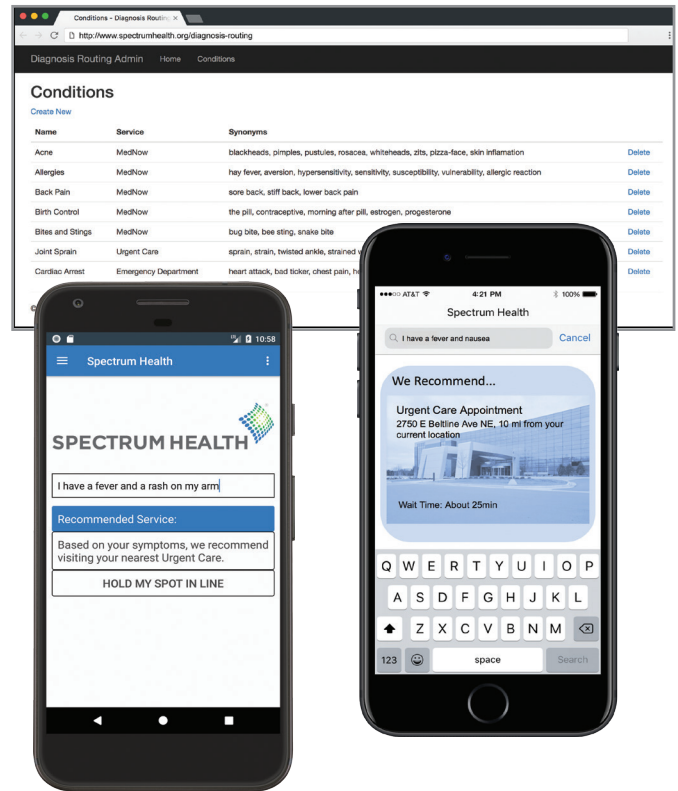 Conditions - Diagnosis Routing
http://www.spectrumhealth.org/diagnosis-routing
Diagnosis Routing Admin Home Conditions
Conditions
Create New
Name Service Synonyms
Acne MedNow blackheads, pimples, pustules, rosacea, whiteheads, zits, pizza-face, skin inflamation Delete
Allergies MedNow hay fever, aversion, hypersensitivity, sensitivity, susceptibility, vulnerability, allergic reaction Delete
Back Pain MedNow sore back, stiff back, lower back pain Delete
Birth Control MedNow the pill, contraceptive, morning after pill, estrogen, progesterone Delete
Bites and Stings MedNow bug bite, bee sting, snake bite Delete
Joint Sprain Urgent Care sprain, strain, twisted ankle, strained Delete
Cardiac Arrest Emergency Department heart attack, bad ticker, chest pain, Delete
©
10:58
Spectrum Health
SPECTRUM HEALTH
I have a fever and a rash on my arm
Recommended Service:
Based on your symptoms, we recommend
visiting your nearest Urgent Care.
HOLD MY SPOT IN LINE
AT&T 4:21 PM 100%
Spectrum Health
I have a fever and nausea Cancel
We Recommend...
Urgent Care Appointment
2750 E Beltline Ave NE, 10 mi from your
current location
Wait Time: About 25min
Q W E R T Y U I O P
A S D F G H J K L
Z X C V B N M
123 space Search